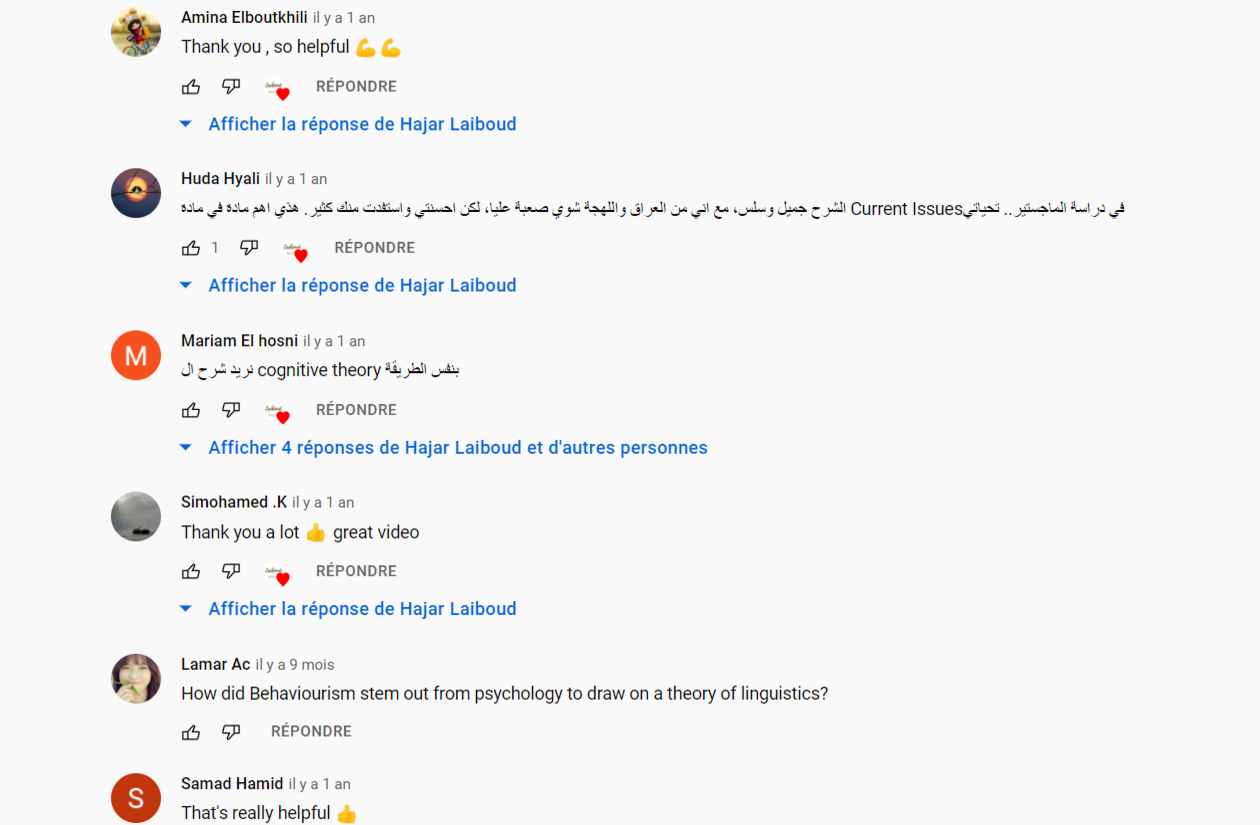 Amina Elboutkhili il y a 1 an
Thank you , so helpful 💪💪
RÉPONDRE
Afficher la réponse de Hajar Laiboud
Huda Hyali il y a 1 an
الشرح جميل وسلس، مع اني من العراق واللهجة شوي صعبة عليا، لكن احسنتي واستفدت منك كثير. هذي اهم مادة في مادة Current Issuesفي دراسة الماجستير.. تحياتي
1 RÉPONDRE
Afficher la réponse de Hajar Laiboud
M
Mariam El hosni il y a 1 an
نريد شرح ال cognitive theory بنفس الطريقة
RÉPONDRE
Afficher 4 réponses de Hajar Laiboud et d'autres personnes
Simohamed .K il y a 1 an
Thank you a lot 👍 great video
RÉPONDRE
Afficher la réponse de Hajar Laiboud
Lamar Ac il y a 9 mois
How did Behaviourism stem out from psychology to draw on a theory of linguistics?
RÉPONDRE
S
Samad Hamid il y a 1 an
That's really helpful 👍